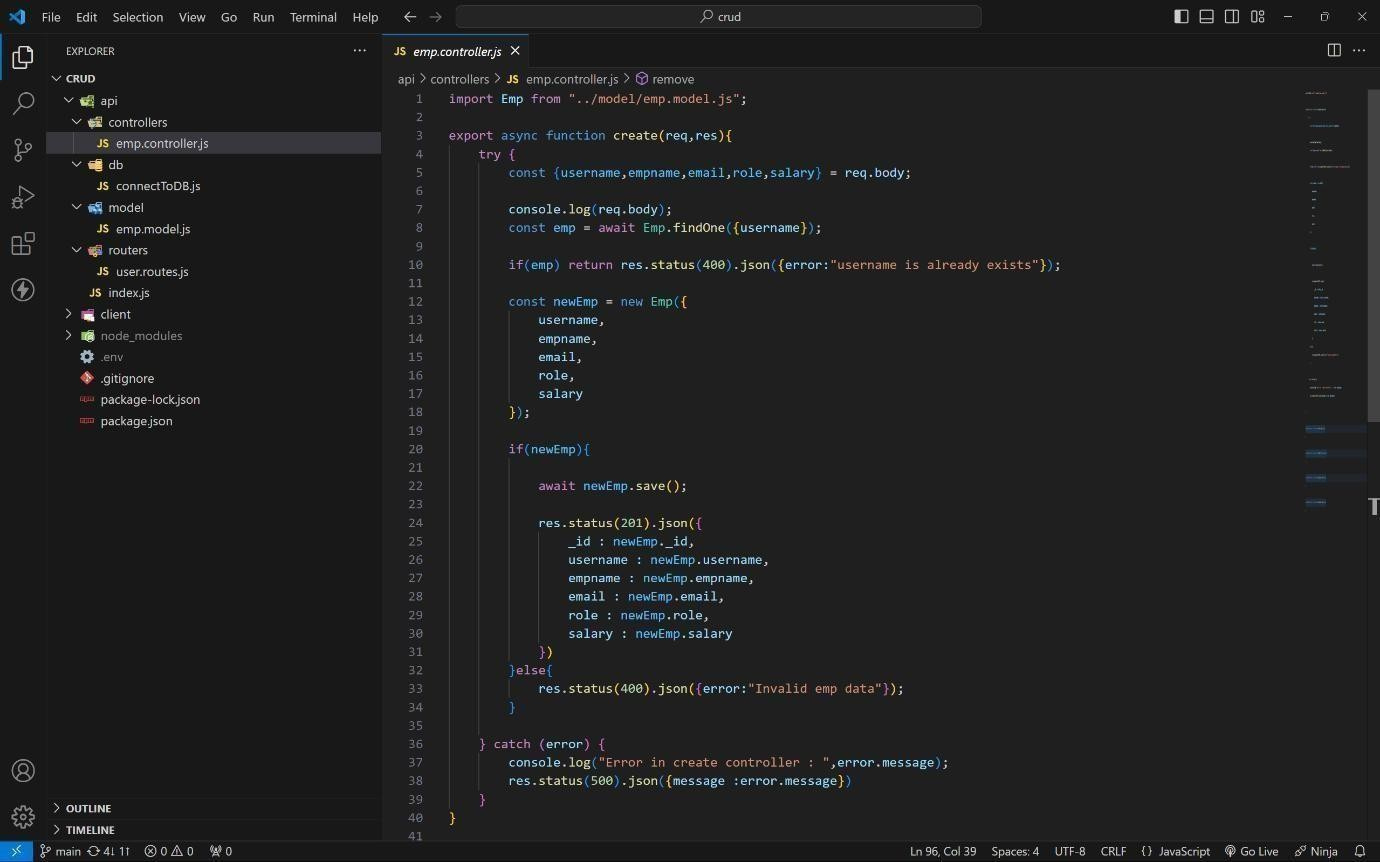 File Edit Selection View Go Run Terminal Help crud
EXPLORER
CRUD
api
controllers
JS emp.controller.js
db
JS connectToDB.js
model
JS emp.model.js
routers
JS user.routes.js
JS index.js
client
node_modules
.env
.gitignore
package-lock.json
package.json
OUTLINE
TIMELINE
JS emp.controller.js
api > controllers > JS emp.controller.js > remove
1 import Emp from "../model/emp.model.js";
2
3 export async function create(req,res){
4 try {
5 const {username,empname,email,role,salary} = req.body;
6
7 console.log(req.body);
8 const emp = await Emp.findOne({username});
9
10 if(emp) return res.status(400).json({error:"username is already exists"});
11
12 const newEmp = new Emp({
13 username,
14 empname,
15 email,
16 role,
17 salary
18 });
19
20 if(newEmp){
21
22 await newEmp.save();
23
24 res.status(201).json({
25 _id : newEmp._id,
26 username : newEmp.username,
27 empname : newEmp.empname,
28 email : newEmp.email,
29 role : newEmp.role,
30 salary : newEmp.salary
31 })
32 }else{
33 res.status(400).json({error:"Invalid emp data"});
34 }
35
36 } catch (error) {
37 console.log("Error in create controller : ",error.message);
38 res.status(500).json({message :error.message})
39 }
40 }
41
main 4↓ 1↑ 0 0 0 Ln 96, Col 39 Spaces: 4 UTF-8 CRLF {} JavaScript Go Live Ninja